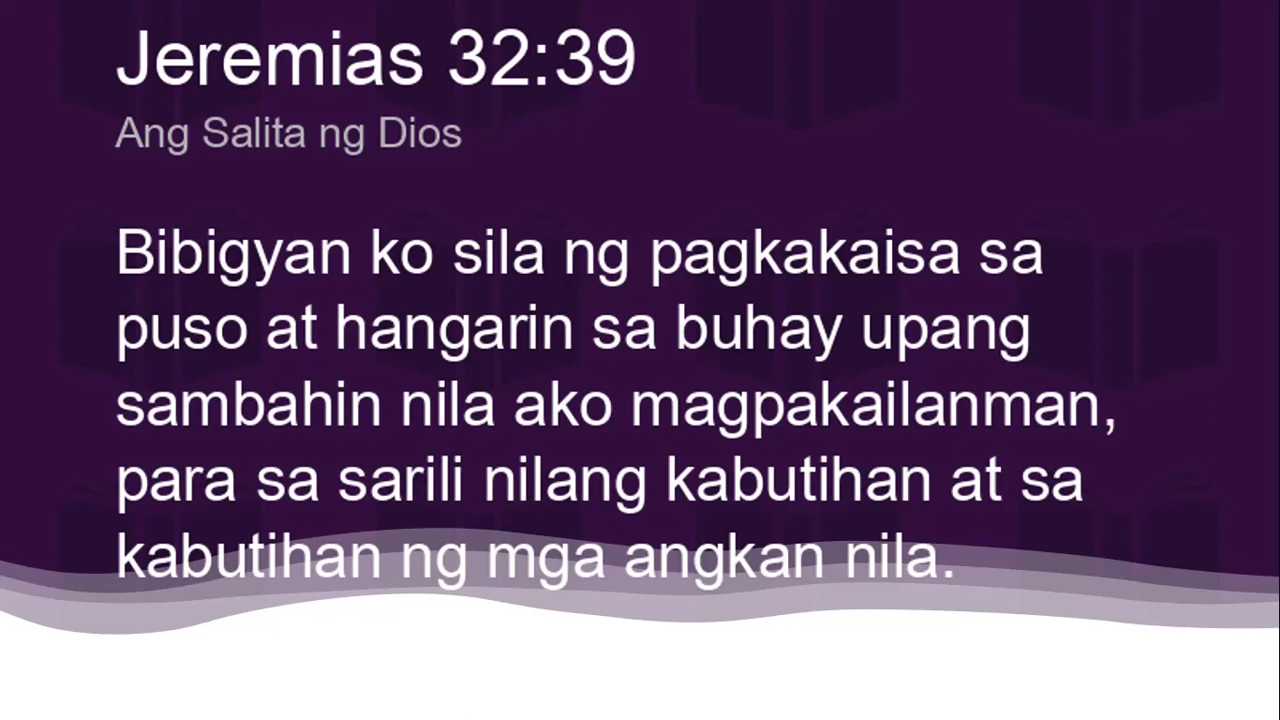 Jeremias 32:39
Ang Salita ng Dios
Bibigyan ko sila ng pagkakaisa sa
puso at hangarin sa buhay upang
sambahin nila ako magpakailanman,
para sa sarili nilang kabutihan at sa
kabutihan ng mga angkan nila.